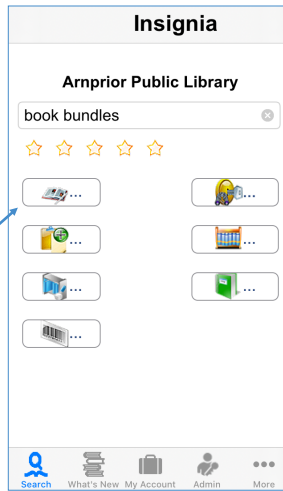 Insignia
Arnprior Public Library
book bundles
... ...
... ...
... ...
...
Search What's New My Account Admin More